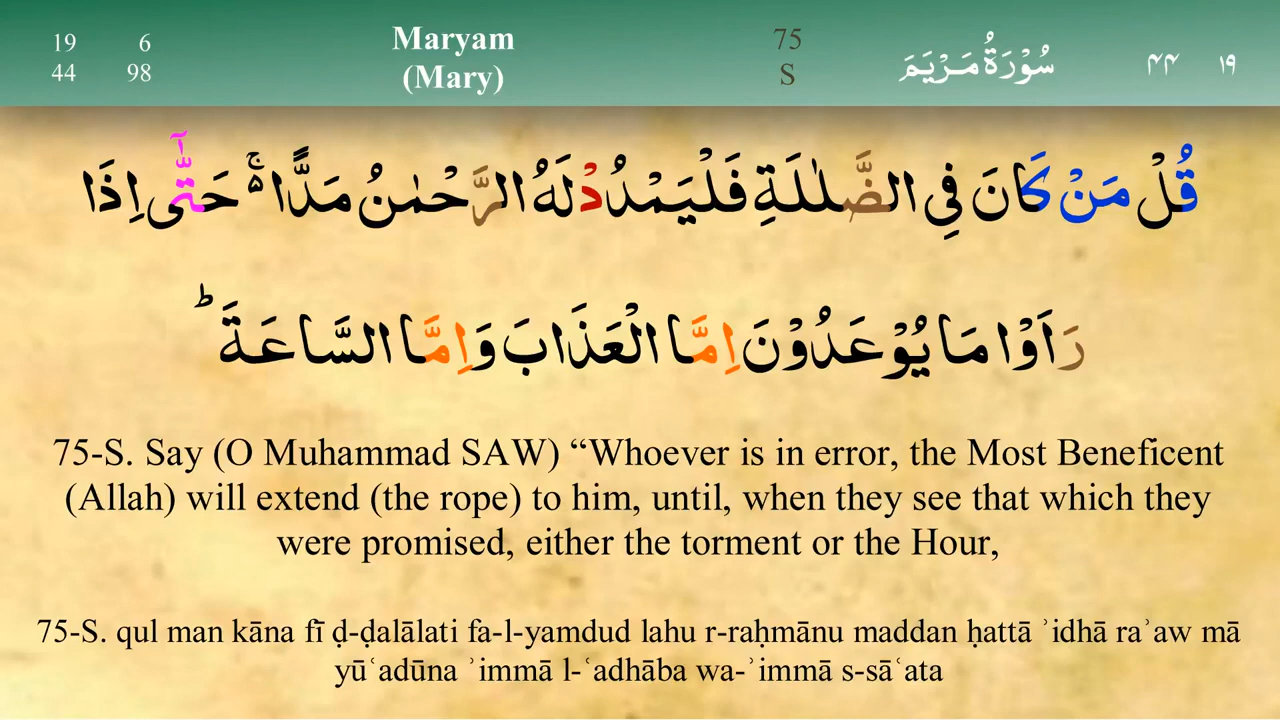 19 6
44 98
Maryam
(Mary)
75
S
سُوْرَةُ مَرْيَمَ
۴۴ ۱۹
قُلْ مَنْ كَانَ فِی الضَّلٰلَةِ فَلْیَمْدُدْ لَهُ الرَّحْمٰنُ مَدًّا ۚ۬ حَتّٰۤی اِذَا
رَاَوْا مَا یُوْعَدُوْنَ اِمَّا الْعَذَابَ وَاِمَّا السَّاعَةَ ؕ
75-S. Say (O Muhammad SAW) “Whoever is in error, the Most Beneficent
(Allah) will extend (the rope) to him, until, when they see that which they
were promised, either the torment or the Hour,
75-S. qul man kāna fī ḍ-ḍalālati fa-l-yamdud lahu r-raḥmānu maddan ḥattā ʾidhā raʾaw mā
yūʿadūna ʾimmā l-ʿadhāba wa-ʾimmā s-sāʿata